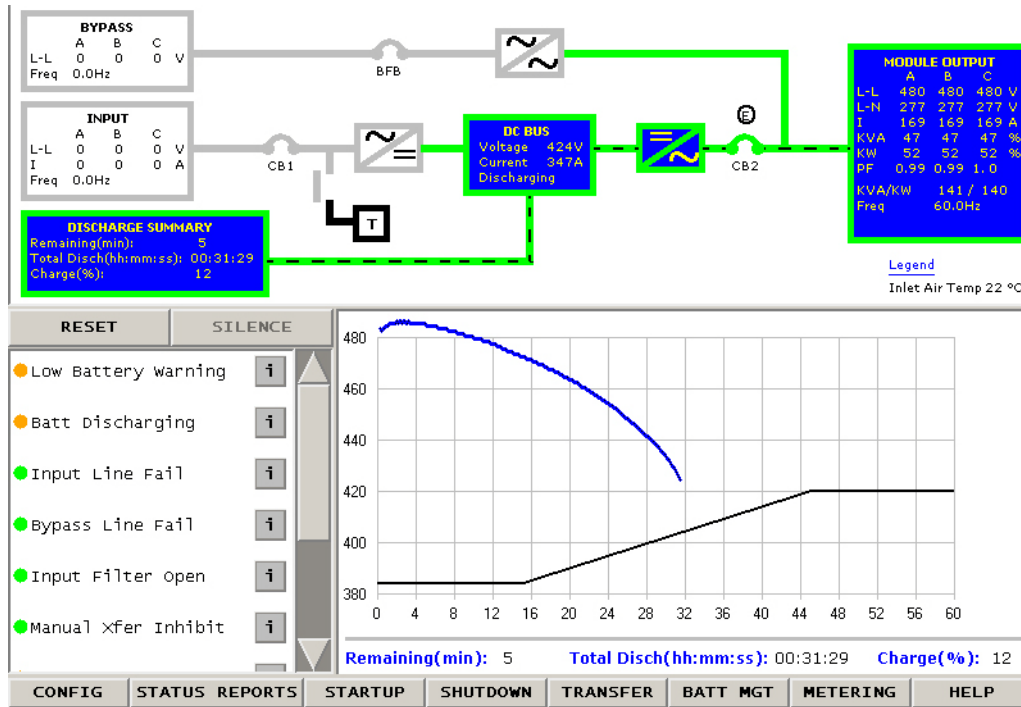 BYPASS
A B C
L-L 0 0 0 V
Freq 0.0Hz
BFB
INPUT
A B C
L-L 0 0 0 V
I 0 0 0 A
Freq 0.0Hz
CB1
T
DC BUS
Voltage 424V
Current 347A
Discharging
E
CB2
MODULE OUTPUT
A B C
L-L 480 480 480 V
L-N 277 277 277 V
I 169 169 169 A
KVA 47 47 47 %
KW 52 52 52 %
PF 0.99 0.99 1.0
KVA/KW 141 / 140
Freq 60.0Hz
DISCHARGE SUMMARY
Remaining(min): 5
Total Disch(hh:mm:ss): 00:31:29
Charge(%): 12
Legend
Inlet Air Temp 22 ºC
RESET SILENCE
Low Battery Warning i
Batt Discharging i
Input Line Fail i
Bypass Line Fail i
Input Filter Open i
Manual Xfer Inhibit i
480
460
440
420
400
380
0 4 8 12 16 20 24 28 32 36 40 44 48 52 56 60
Remaining(min): 5 Total Disch(hh:mm:ss): 00:31:29 Charge(%): 12
CONFIG STATUS REPORTS STARTUP SHUTDOWN TRANSFER BATT MGT METERING HELP